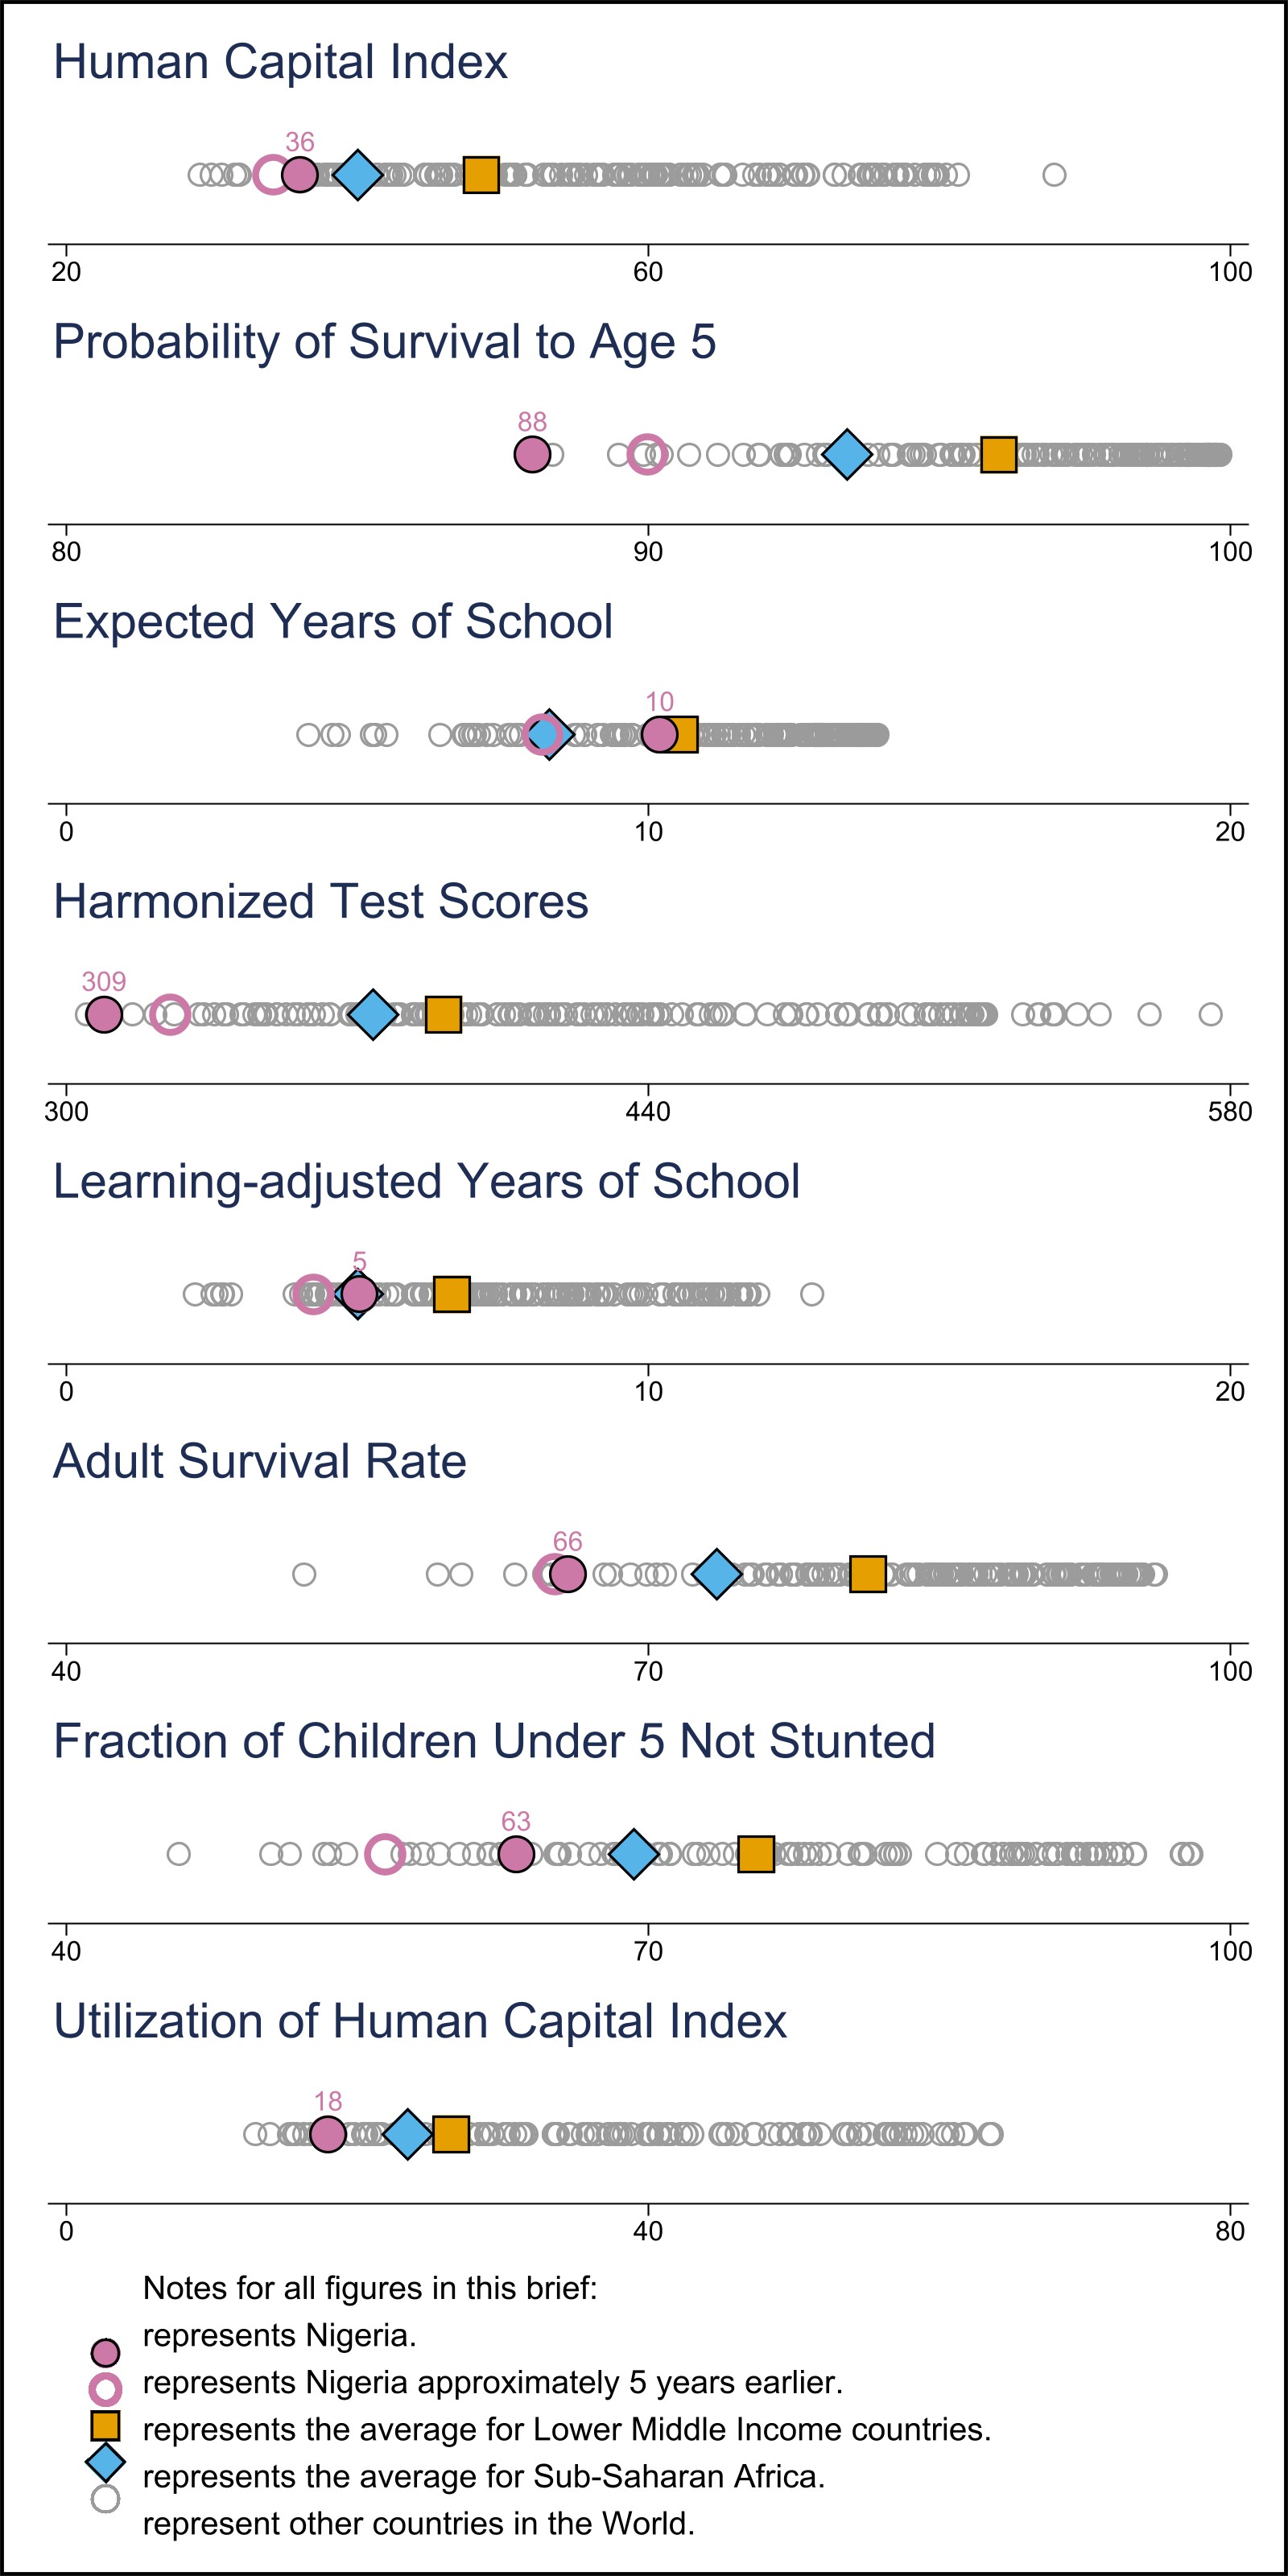 Human Capital Index
36
20 60 100
Probability of Survival to Age 5
88
80 90 100
Expected Years of School
10
0 10 20
Harmonized Test Scores
309
300 440 580
Learning-adjusted Years of School
5
0 10 20
Adult Survival Rate
66
40 70 100
Fraction of Children Under 5 Not Stunted
63
40 70 100
Utilization of Human Capital Index
18
0 40 80
Notes for all figures in this brief:
represents Nigeria.
represents Nigeria approximately 5 years earlier.
represents the average for Lower Middle Income countries.
represents the average for Sub-Saharan Africa.
represent other countries in the World.